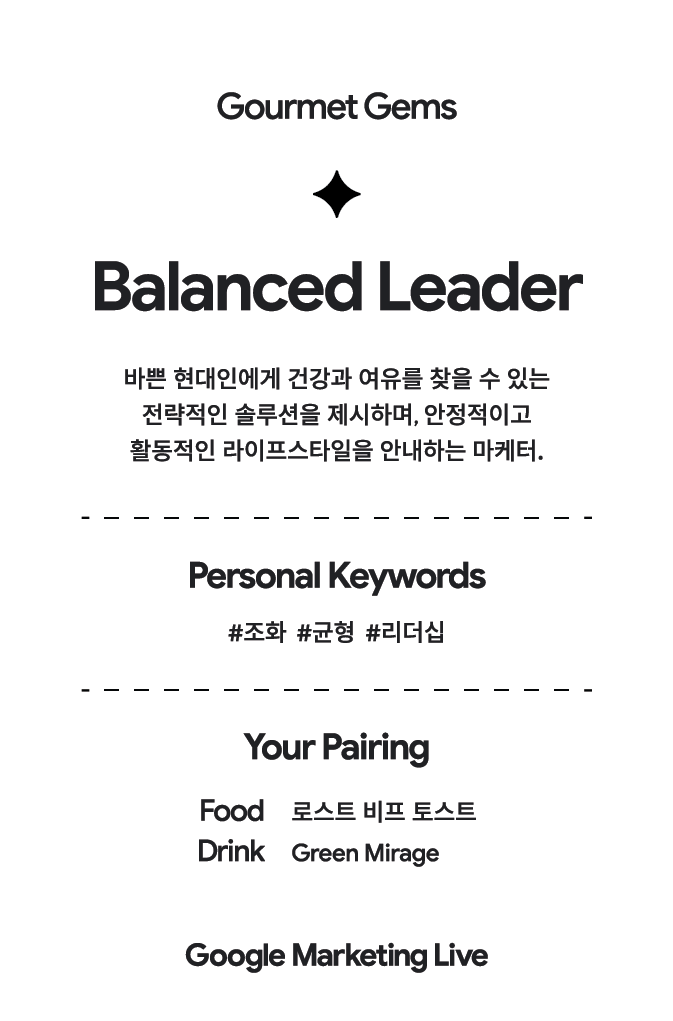 Gourmet Gems
Balanced Leader
바쁜 현대인에게 건강과 여유를 찾을 수 있는
전략적인 솔루션을 제시하며, 안정적이고
활동적인 라이프스타일을 안내하는 마케터.
Personal Keywords
#조화 #균형 #리더십
Your Pairing
Food 로스트 비프 토스트
Drink Green Mirage
Google Marketing Live